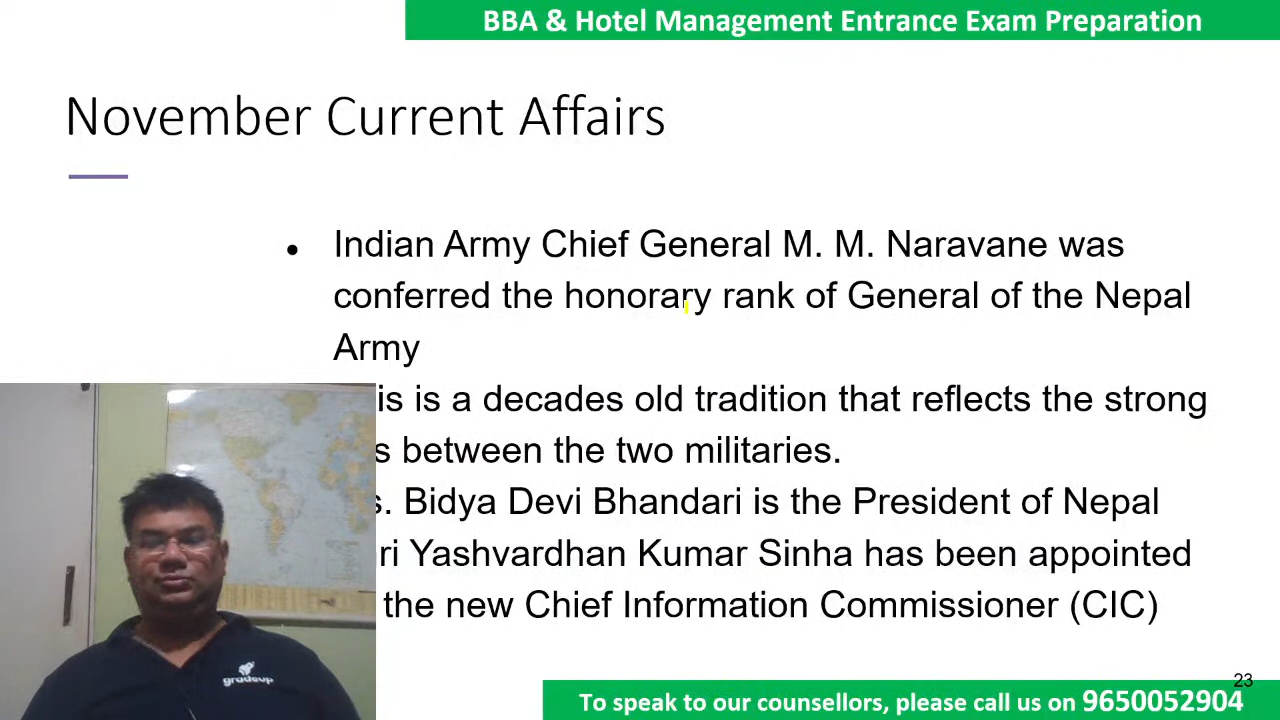 BBA & Hotel Management Entrance Exam Preparation
November Current Affairs
• Indian Army Chief General M. M. Naravane was
conferred the honorary rank of General of the Nepal
Army
is is a decades old tradition that reflects the strong
s between the two militaries.
s. Bidya Devi Bhandari is the President of Nepal
ri Yashvardhan Kumar Sinha has been appointed
the new Chief Information Commissioner (CIC)
gradeup
23
To speak to our counsellors, please call us on 9650052904